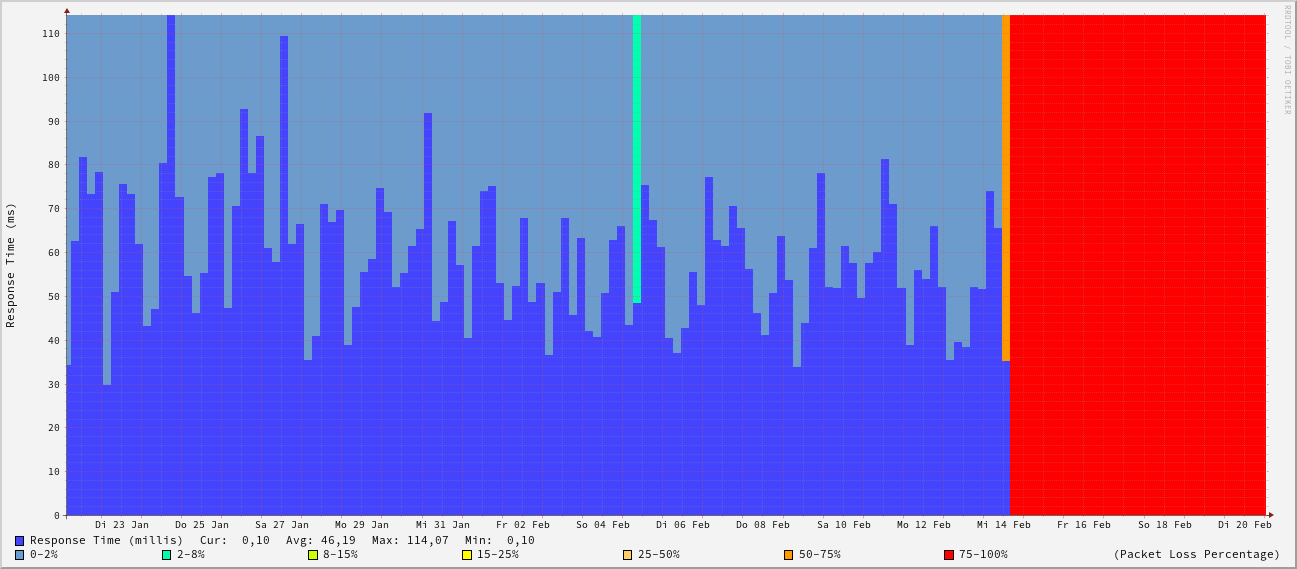 RRDTOOL / TOBI OETIKER
Response Time (ms)
110
100
90
80
70
60
50
40
30
20
10
0
Di 23 Jan Do 25 Jan Sa 27 Jan Mo 29 Jan Mi 31 Jan Fr 02 Feb So 04 Feb Di 06 Feb Do 08 Feb Sa 10 Feb Mo 12 Feb Mi 14 Feb Fr 16 Feb So 18 Feb Di 20 Feb
Response Time (millis) Cur: 0,10 Avg: 46,19 Max: 114,07 Min: 0,10
0-2% 2-8% 8-15% 15-25% 25-50% 50-75% 75-100% (Packet Loss Percentage)